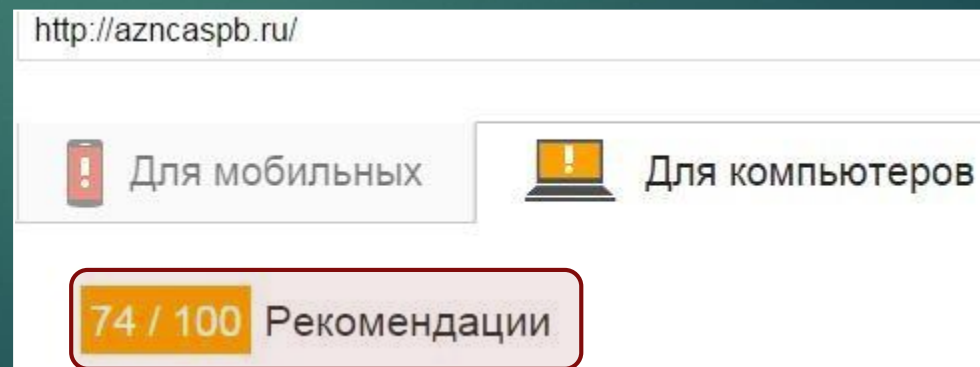 http://azncaspb.ru/
Для мобильных
Для компьютеров
74 / 100 Рекомендации